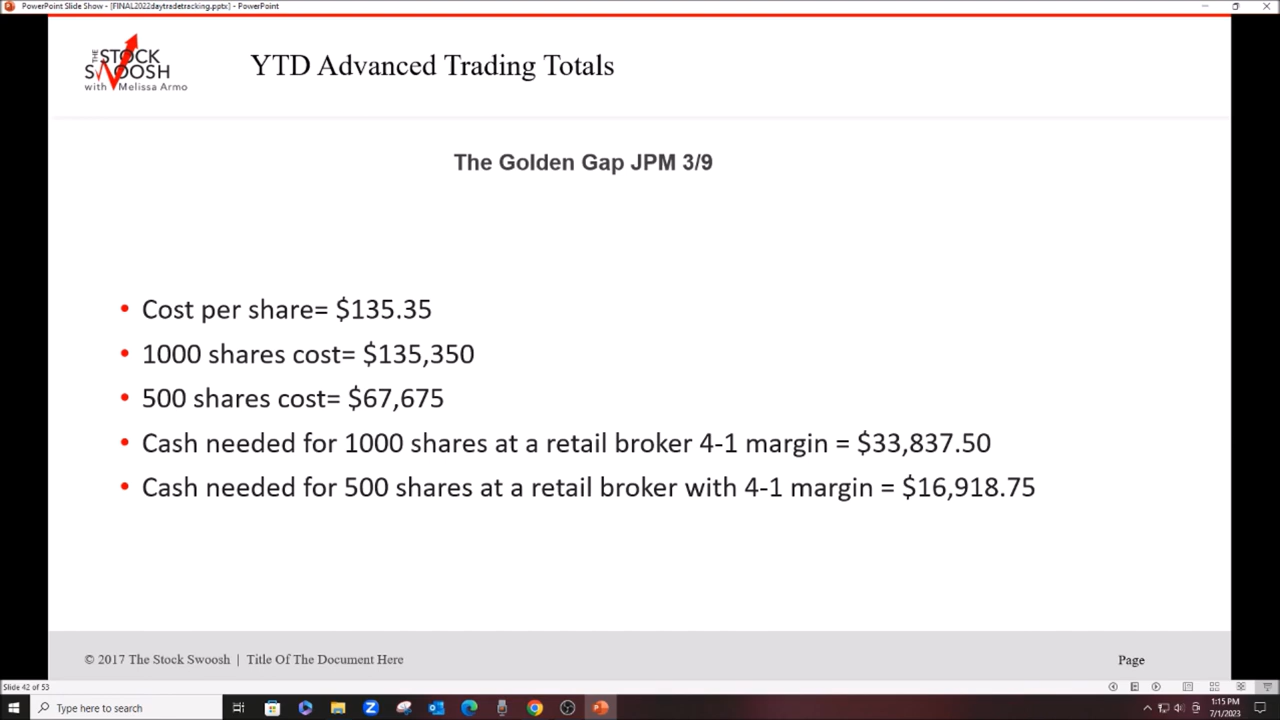 PowerPoint Slide Show - [FINAL2022daytradetracking.pptx] - PowerPoint
THE STOCK SWOOSH
with Melissa Armo
YTD Advanced Trading Totals
The Golden Gap JPM 3/9
• Cost per share= $135.35
• 1000 shares cost= $135,350
• 500 shares cost= $67,675
• Cash needed for 1000 shares at a retail broker 4-1 margin = $33,837.50
• Cash needed for 500 shares at a retail broker with 4-1 margin = $16,918.75
© 2017 The Stock Swoosh | Title Of The Document Here
Page
Slide 42 of 53
Type here to search
1:15 PM
7/1/2023